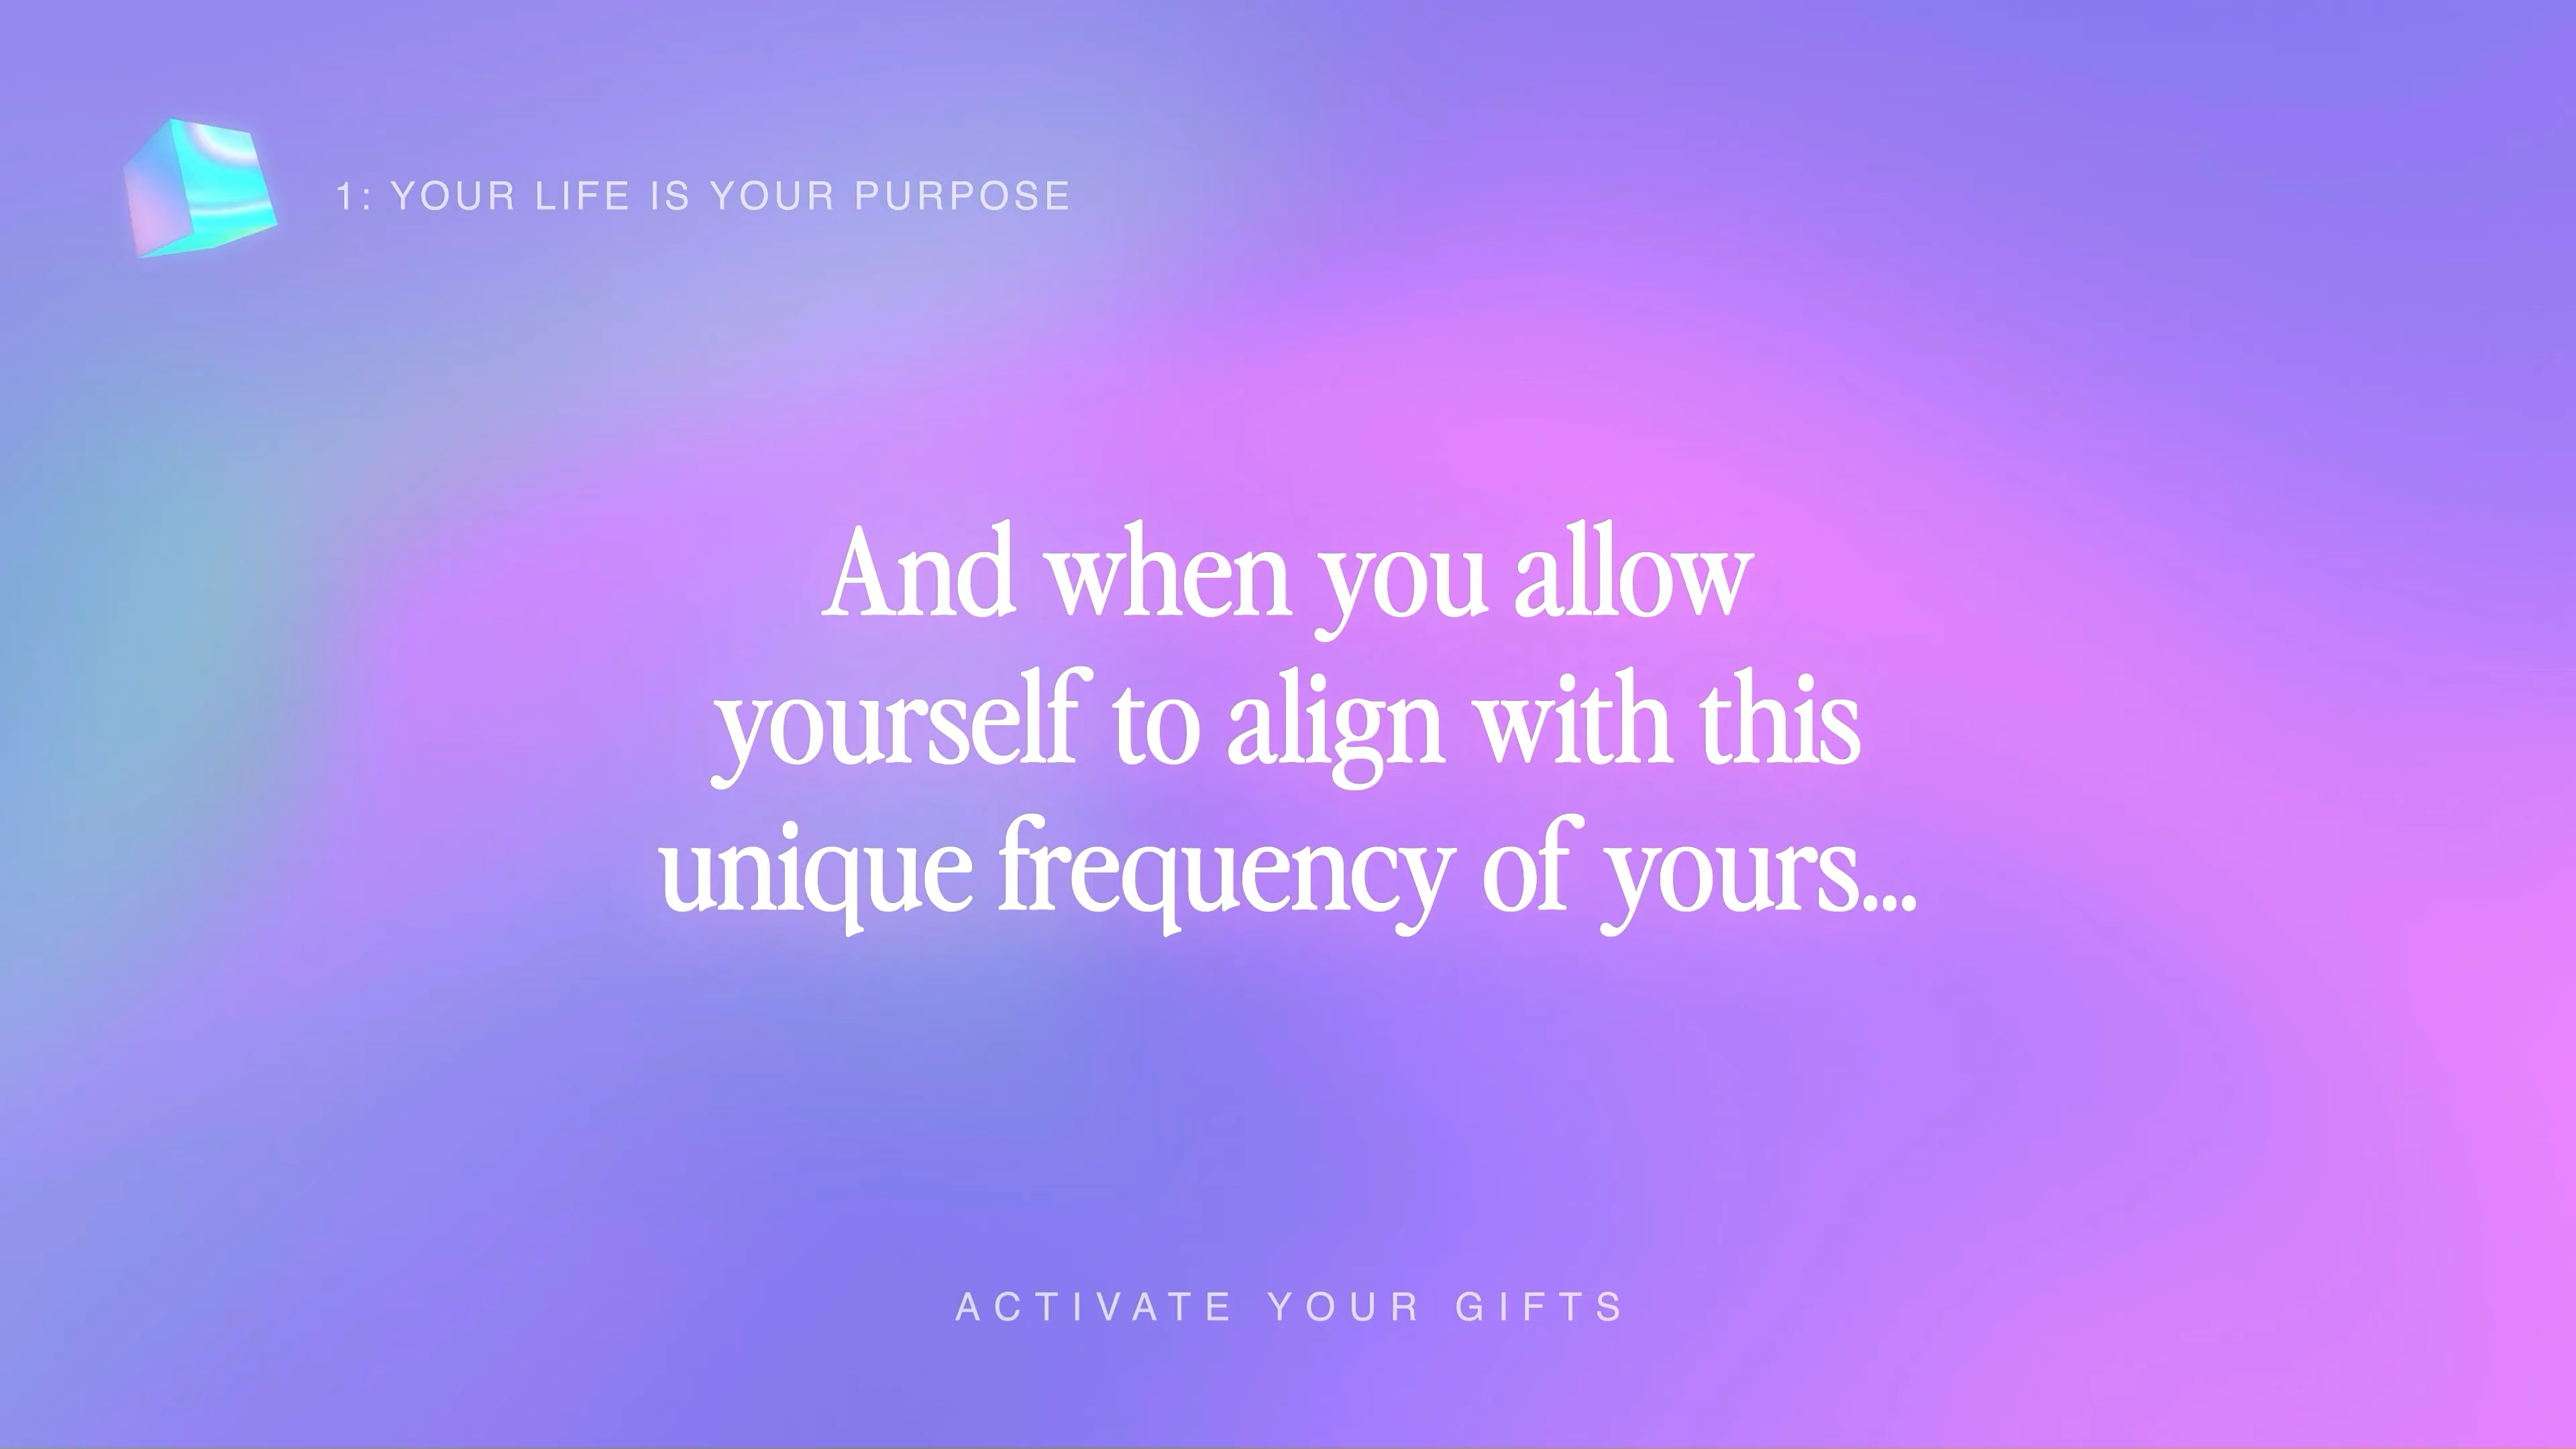 1: YOUR LIFE IS YOUR PURPOSE
And when you allow
yourself to align with this
unique frequency of yours...
ACTIVATE YOUR GIFTS